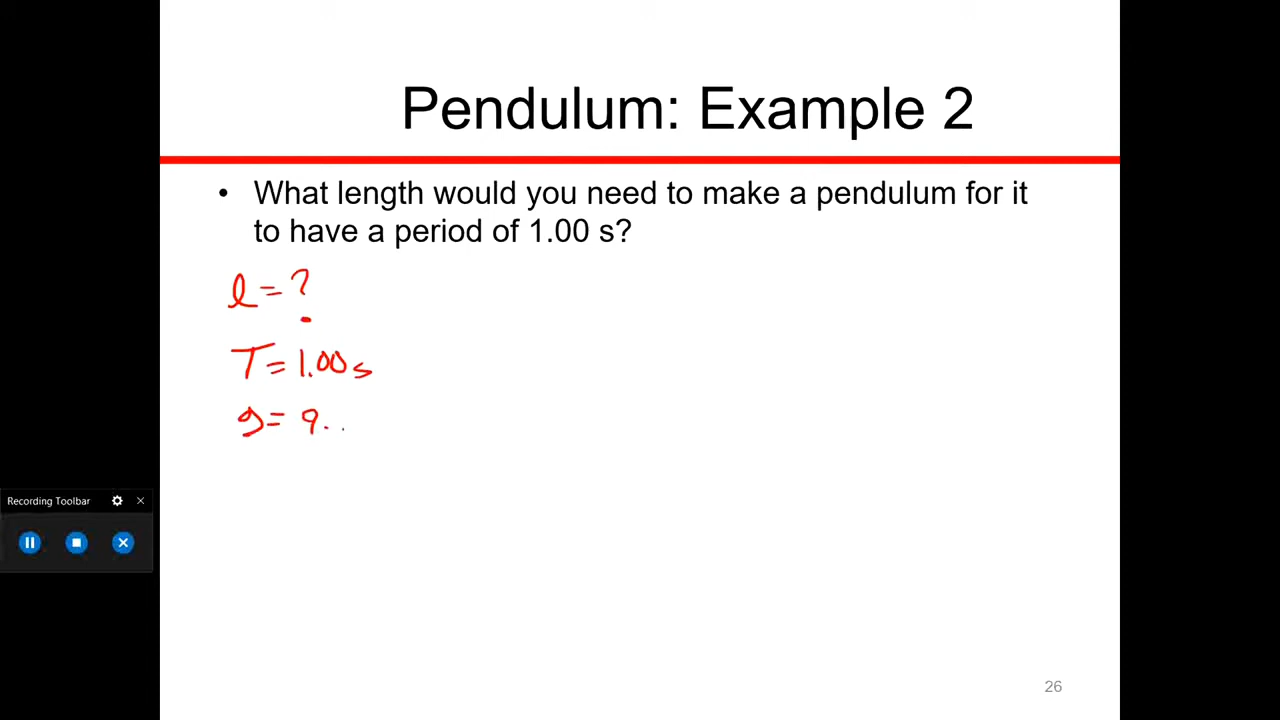 Pendulum: Example 2
• What length would you need to make a pendulum for it
to have a period of 1.00 s?
l = ?
T = 1.00 s
g = 9.
Recording Toolbar
26